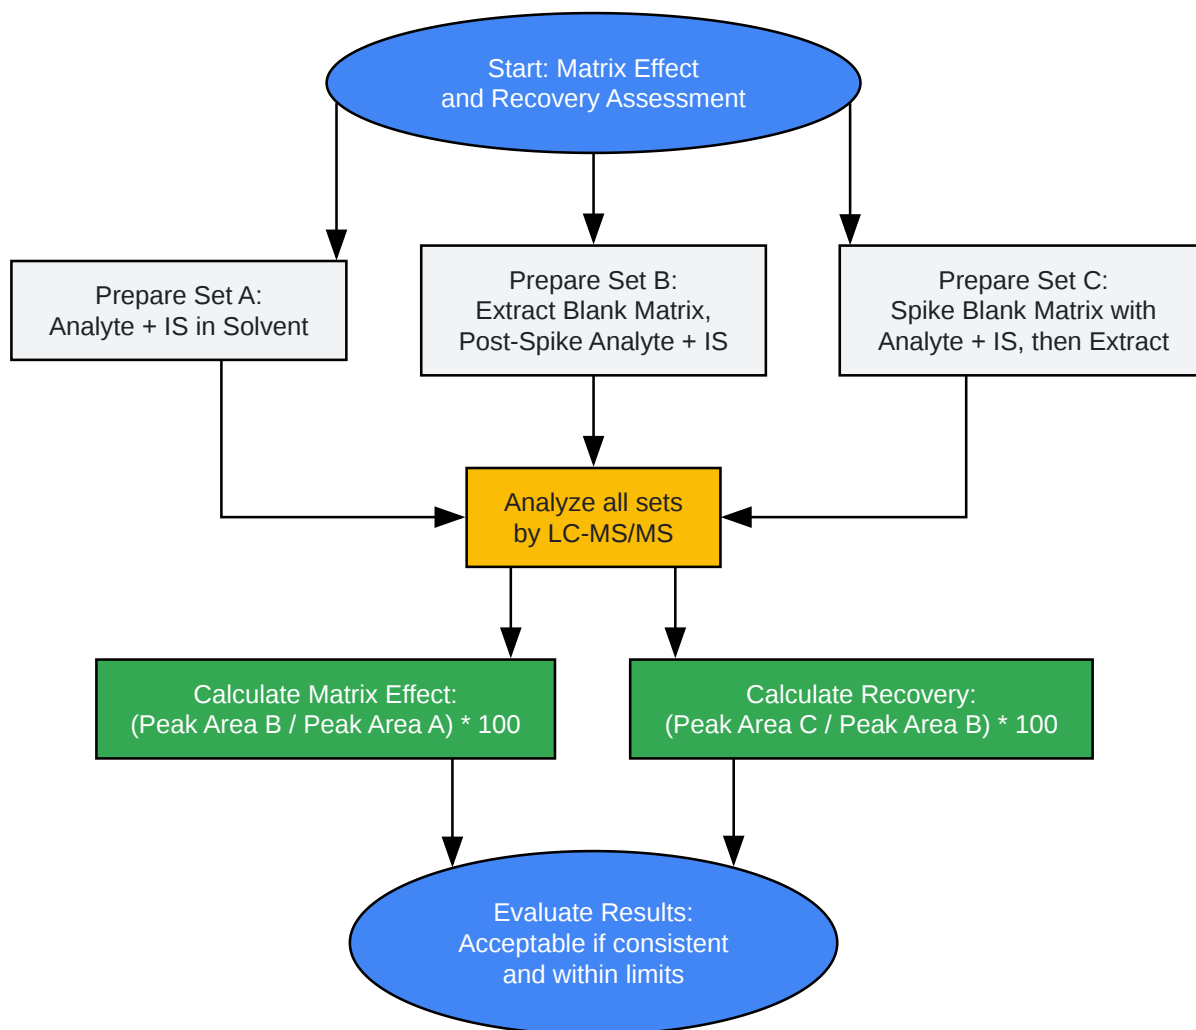 Start: Matrix Effect
and Recovery Assessment
Prepare Set A:
Analyte + IS in Solvent
Prepare Set B:
Extract Blank Matrix,
Post-Spike Analyte + IS
Prepare Set C:
Spike Blank Matrix with
Analyte + IS, then Extract
Analyze all sets
by LC-MS/MS
Calculate Matrix Effect:
(Peak Area B / Peak Area A) * 100
Calculate Recovery:
(Peak Area C / Peak Area B) * 100
Evaluate Results:
Acceptable if consistent
and within limits